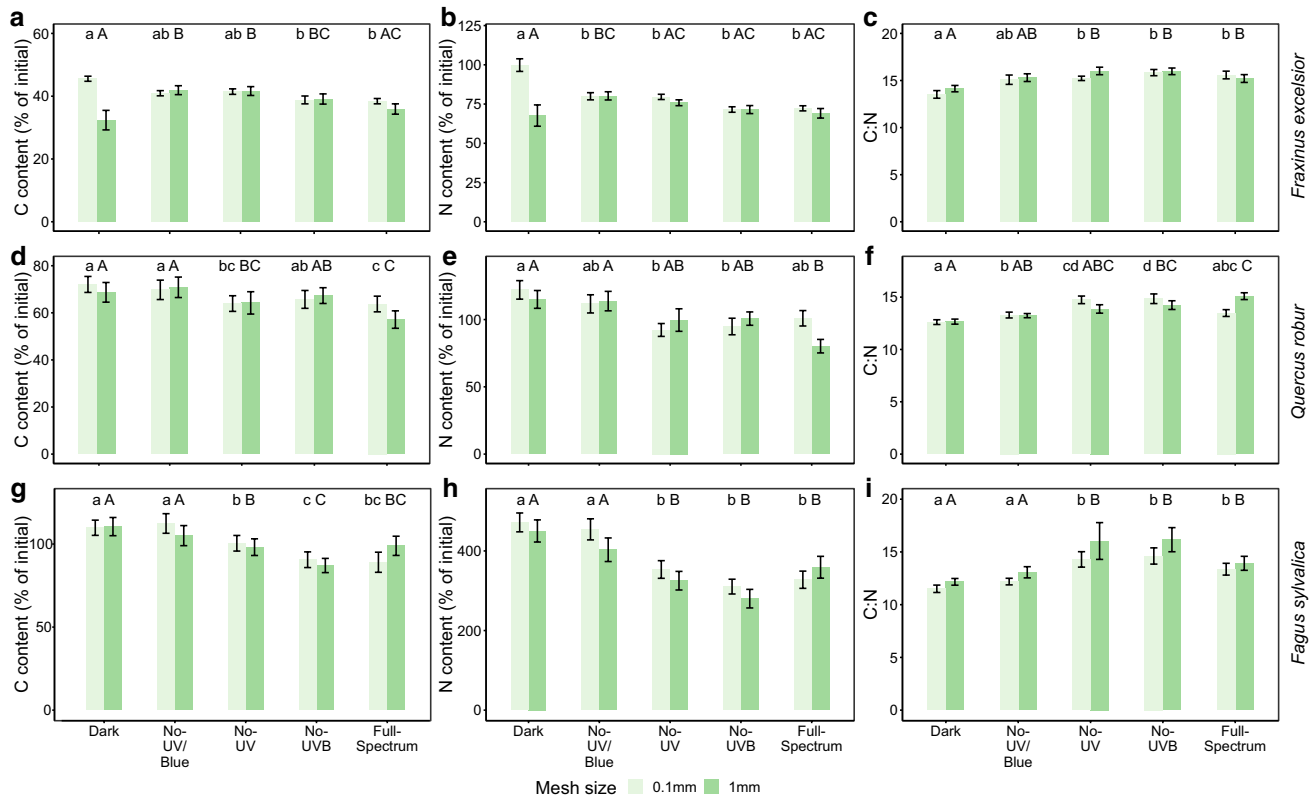 a
C content (% of initial)
60
40
20
0
a A
ab B
ab B
b BC
b AC
b
N content (% of initial)
125
100
75
50
25
0
a A
b BC
b AC
b AC
b AC
c
C:N
20
15
10
5
0
a A
ab AB
b B
b B
b B
Fraxinus excelsior
d
C content (% of initial)
80
60
40
20
0
a A
a A
bc BC
ab AB
c C
e
N content (% of initial)
100
50
0
a A
ab A
b AB
b AB
ab B
f
C:N
15
10
5
0
a A
b AB
cd ABC
d BC
abc C
Quercus robur
g
C content (% of initial)
100
50
0
a A
a A
b B
c C
bc BC
Dark
No-
UV/
Blue
No-
UV
No-
UVB
Full-
Spectrum
h
N content (% of initial)
400
200
0
a A
a A
b B
b B
b B
Dark
No-
UV/
Blue
No-
UV
No-
UVB
Full-
Spectrum
i
C:N
20
15
10
5
0
a A
a A
b B
b B
b B
Dark
No-
UV/
Blue
No-
UV
No-
UVB
Full-
Spectrum
Fagus sylvalica
Mesh size 0.1mm 1mm